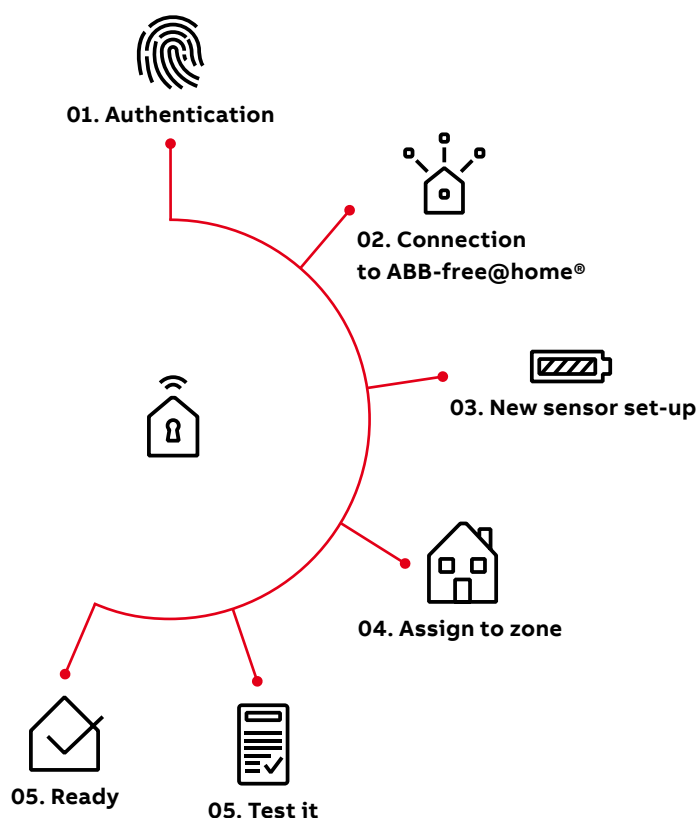 01. Authentication
02. Connection
to ABB-free@home®
03. New sensor set-up
04. Assign to zone
05. Test it
05. Ready